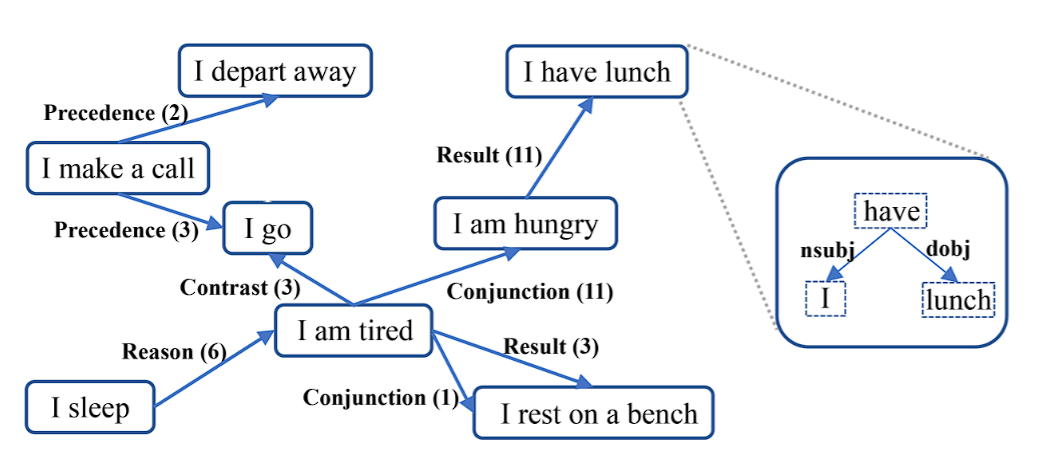 I depart away
I have lunch
Precedence (2)
I make a call
Result (11)
Precedence (3)
I go
I am hungry
have
nsubj
dobj
I
lunch
Contrast (3)
Conjunction (11)
I am tired
Reason (6)
Result (3)
Conjunction (1)
I sleep
I rest on a bench